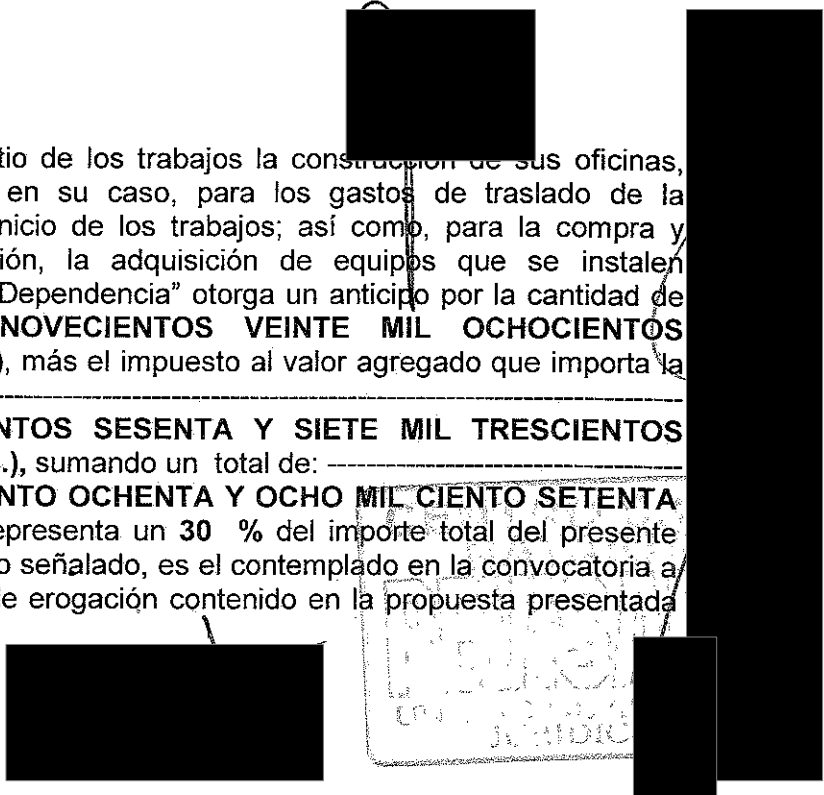 tio de los trabajos la construcción de sus oficinas,
en su caso, para los gastos de traslado de la
nicio de los trabajos; así como, para la compra y
ión, la adquisición de equipos que se instalen
Dependencia” otorga un anticipo por la cantidad de
NOVECIENTOS VEINTE MIL OCHOCIENTOS
), más el impuesto al valor agregado que importa la
NTOS SESENTA Y SIETE MIL TRESCIENTOS
.), sumando un total de: ------------------------------------
NTO OCHENTA Y OCHO MIL CIENTO SETENTA
epresenta un 30 % del importe total del presente
o señalado, es el contemplado en la convocatoria a
le erogación contenido en la propuesta presentada